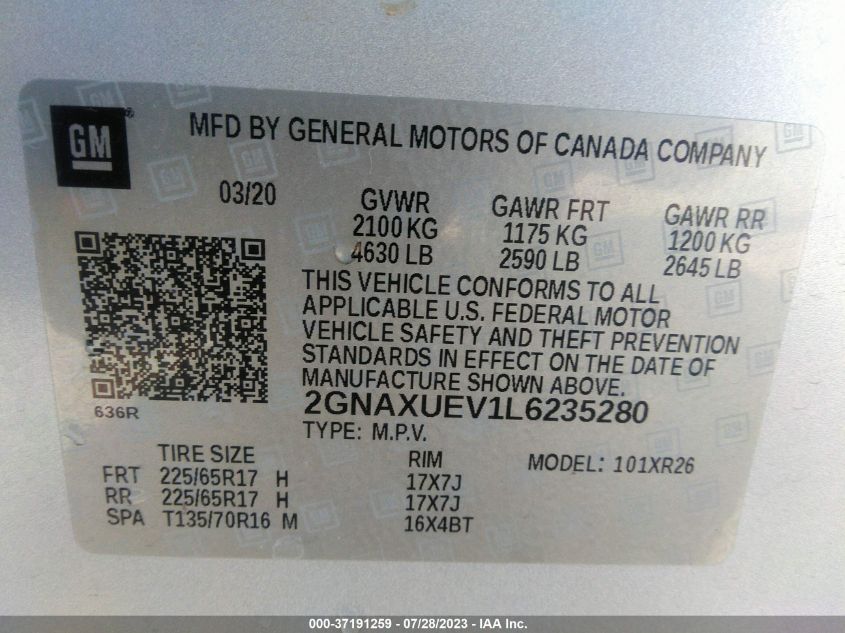 GM
MFD BY GENERAL MOTORS OF CANADA COMPANY
03/20
GVWR GAWR FRT GAWR RR
2100 KG 1175 KG 1200 KG
4630 LB 2590 LB 2645 LB
THIS VEHICLE CONFORMS TO ALL
APPLICABLE U.S. FEDERAL MOTOR
VEHICLE SAFETY AND THEFT PREVENTION
STANDARDS IN EFFECT ON THE DATE OF
MANUFACTURE SHOWN ABOVE.
636R
2GNAXUEV1L6235280
TYPE: M.P.V.
TIRE SIZE RIM MODEL: 101XR26
FRT 225/65R17 H 17X7J
RR 225/65R17 H 17X7J
SPA T135/70R16 M 16X4BT
000-37191259 - 07/28/2023 - IAA Inc.